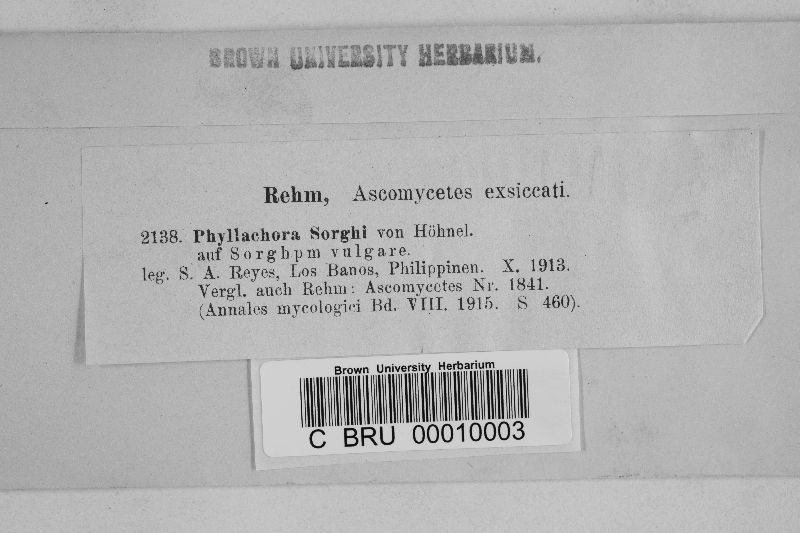 BROWN UNIVERSITY HERBARIUM.
Rehm, Ascomycetes exsiccati.
2138. Phyllachora Sorghi von Höhnel.
auf Sorghpm vulgare.
leg. S. A. Reyes, Los Banos, Philippinen. X. 1913.
Vergl. auch Rehm: Ascomycetes Nr. 1841.
(Annales mycologici Bd. VIII. 1915. S 460).
Brown University Herbarium
C BRU 00010003